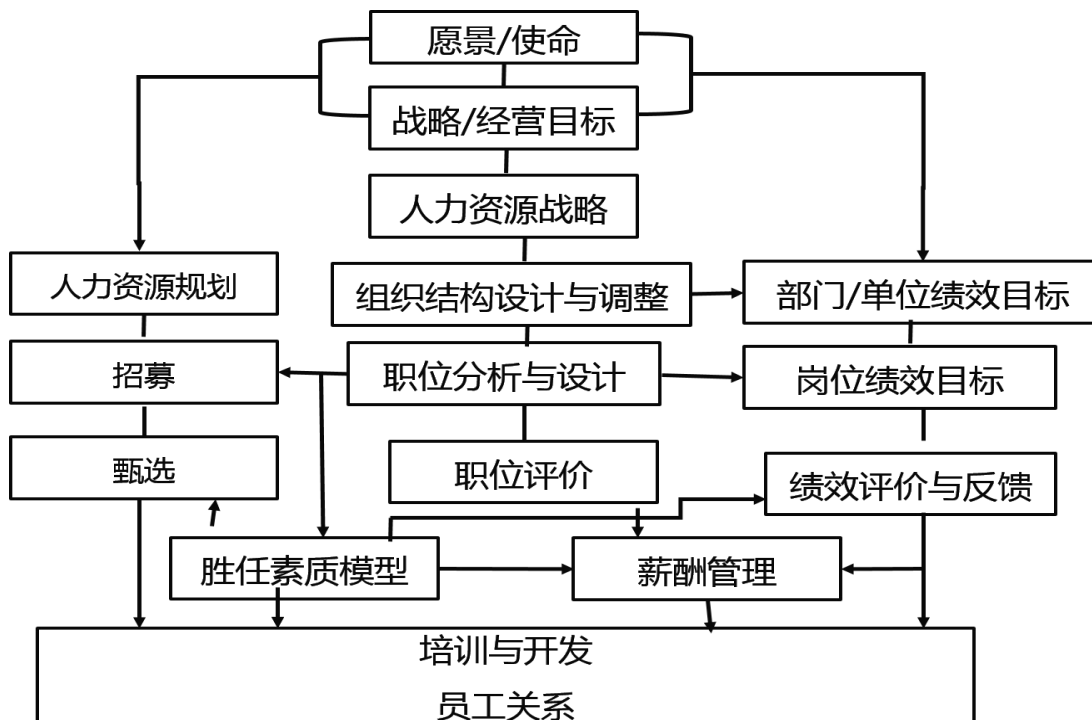 愿景/使命
战略/经营目标
人力资源战略
人力资源规划
组织结构设计与调整
部门/单位绩效目标
招募
职位分析与设计
岗位绩效目标
甄选
职位评价
绩效评价与反馈
胜任素质模型
薪酬管理
培训与开发
员工关系